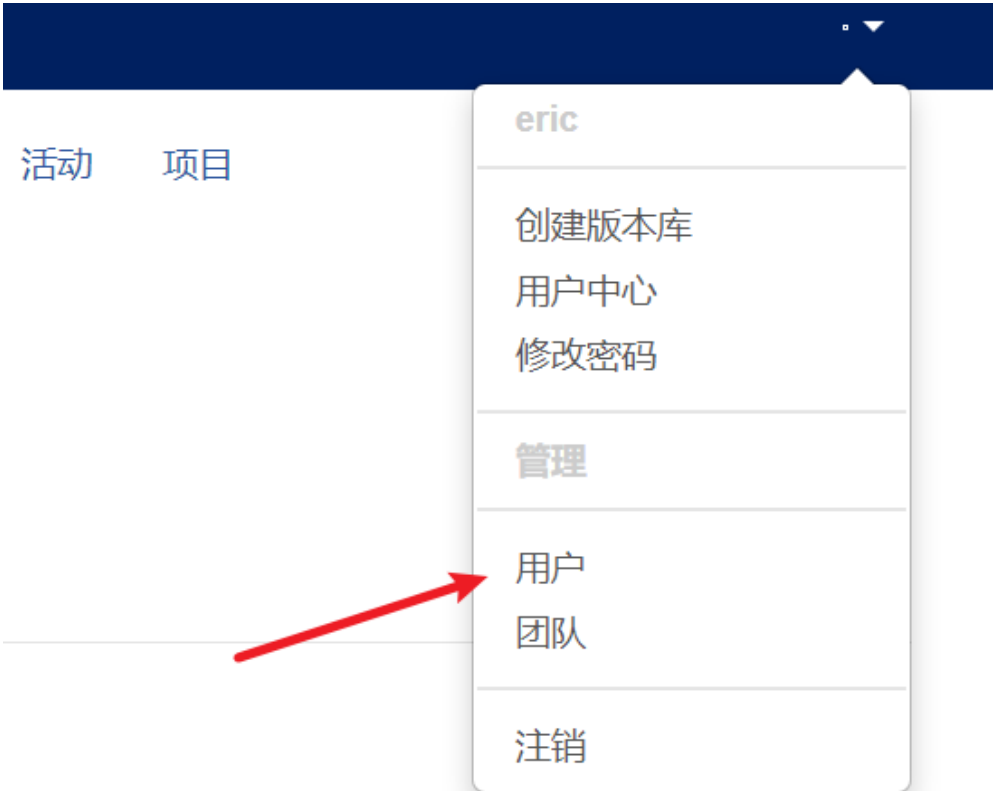 eric
活动 项目
创建版本库
用户中心
修改密码
管理
用户
团队
注销